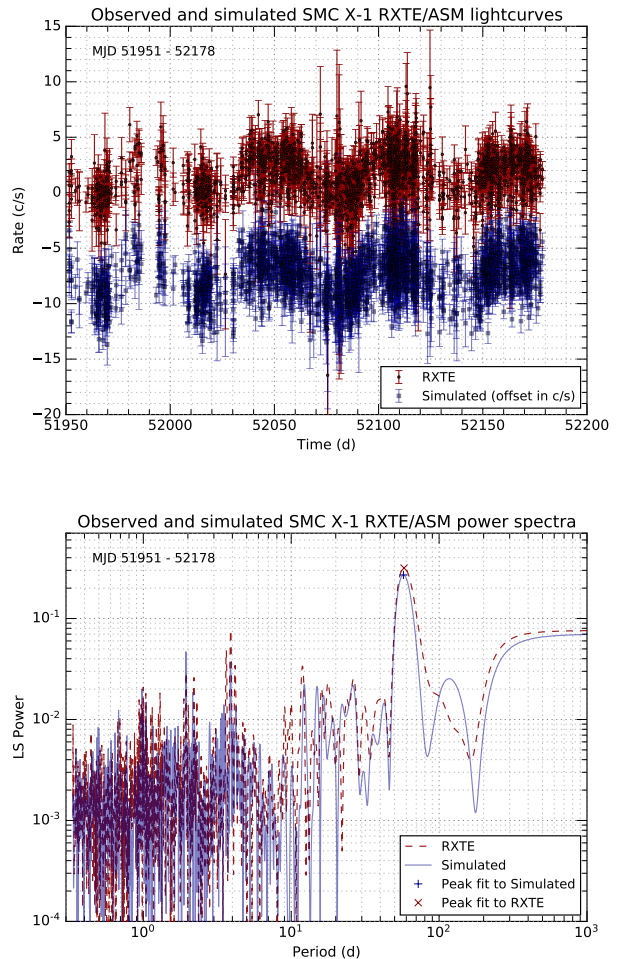 Observed and simulated SMC X-1 RXTE/ASM lightcurves
MJD 51951 - 52178
15
10
5
0
−5
−10
−15
−20
Rate (c/s)
RXTE
Simulated (offset in c/s)
51950 52000 52050 52100 52150 52200
Time (d)
Observed and simulated SMC X-1 RXTE/ASM power spectra
MJD 51951 - 52178
10^-1
10^-2
10^-3
10^-4
LS Power
RXTE
Simulated
Peak fit to Simulated
Peak fit to RXTE
10^0 10^1 10^2 10^3
Period (d)